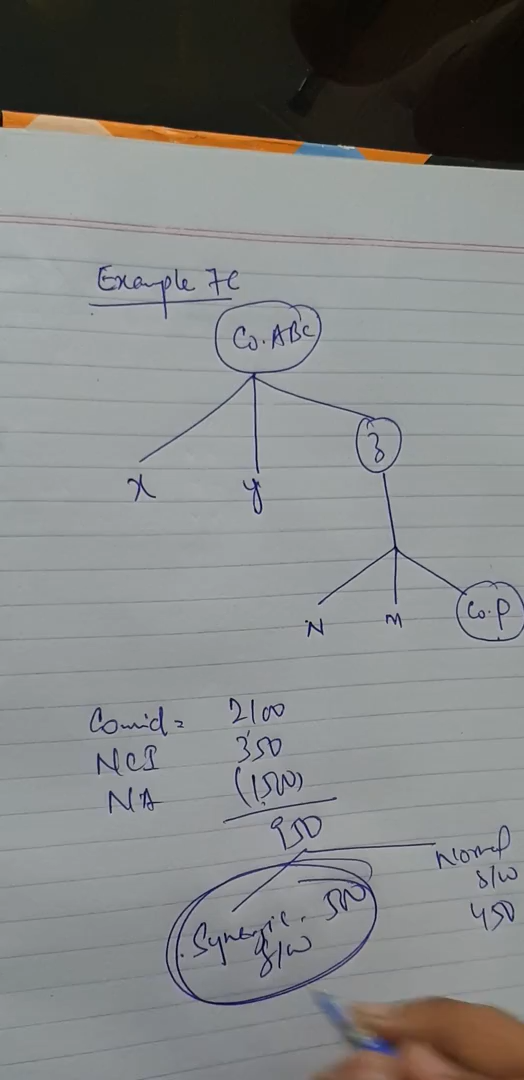 Example 7C
Co. ABC
x y z
N M Co. P
Consid = 2100
NCI 350
NA (1500)
950
Normal
g/w
450
Synergic 500
g/w